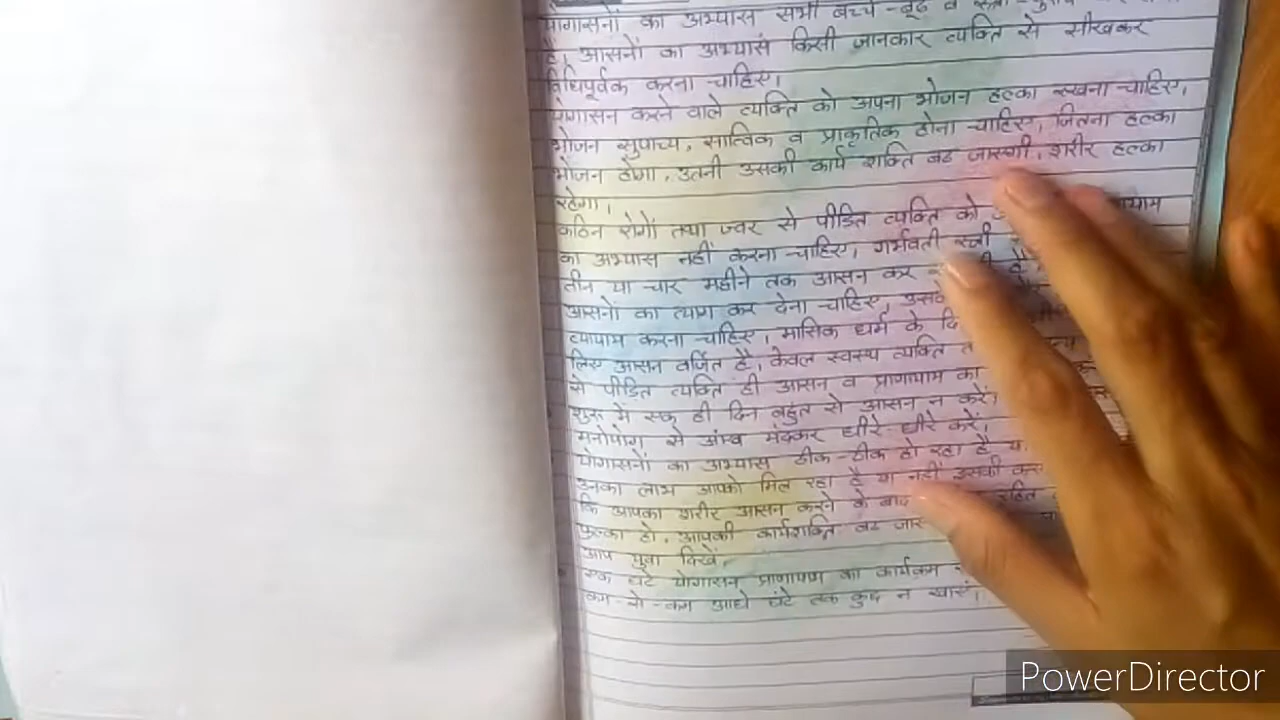 योगासनों का अभ्यास सभी बच्चे-बूढे व
हैं, आसनों का अभ्यास किसी जानकार व्यक्ति से सीखकर
विधिपूर्वक करना चाहिए।
योगासन करने वाले व्यक्ति को अपना भोजन हल्का रखना चाहिए,
भोजन सुपाच्य, सात्विक व प्राकृतिक होना चाहिए, जितना हल्का
भोजन होगा, उतनी उसकी कार्य शक्ति बढ जाएगी, शरीर हल्का
रहेगा।
कठिन रोगों तथा ज्वर से पीडित व्यक्ति को
का अभ्यास नहीं करना चाहिए, गर्भवती स्त्री
तीन या चार महीने तक आसन कर है
आसनों का त्याग कर देना चाहिए,
व्यायाम करना चाहिए, मासिक धर्म के
लिए आसन वर्जित है, केवल स्वस्थ व्यक्ति
से पीडित व्यक्ति ही आसन व प्राणायाम का
शुरू में एक ही दिन बहुत से आसन न करें,
मनोयोग से आंख मंदकर धीरे धीरे करें,
योगासनों का अभ्यास ठीक-ठीक हो रहा है
उनका लाभ आपको मिल रहा है या नहीं इसकी
कि आपका शरीर आसन करने के बाद रहित
फुल्का हो, आपकी कार्यशक्ति बढ
आप युवा दिखें,
एक घंटे योगासन प्राणायाम का कार्यक्रम
कम-से-कम आधे घंटे तक कुछ न खाएं,
PowerDirector